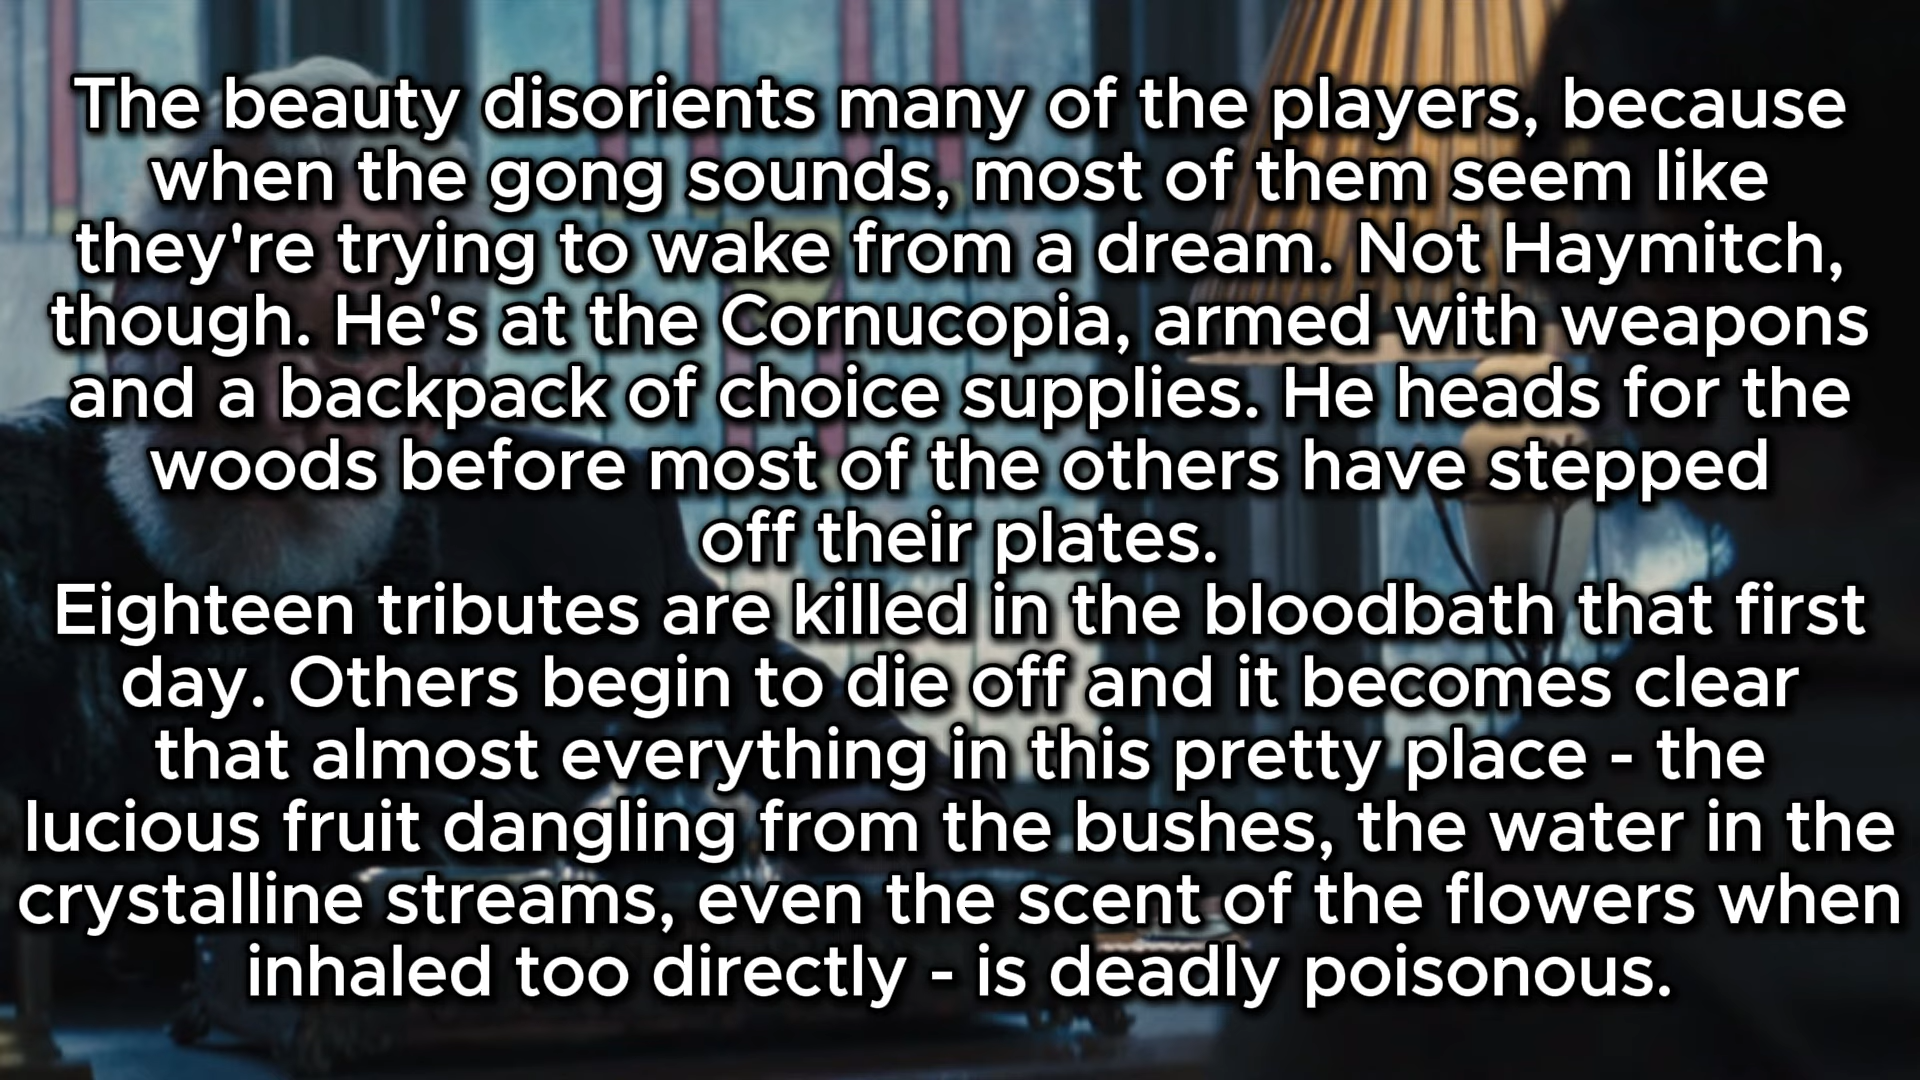 The beauty disorients many of the players, because
when the gong sounds, most of them seem like
they're trying to wake from a dream. Not Haymitch,
though. He's at the Cornucopia, armed with weapons
and a backpack of choice supplies. He heads for the
woods before most of the others have stepped
off their plates.
Eighteen tributes are killed in the bloodbath that first
day. Others begin to die off and it becomes clear
that almost everything in this pretty place - the
lucious fruit dangling from the bushes, the water in the
crystalline streams, even the scent of the flowers when
inhaled too directly - is deadly poisonous.